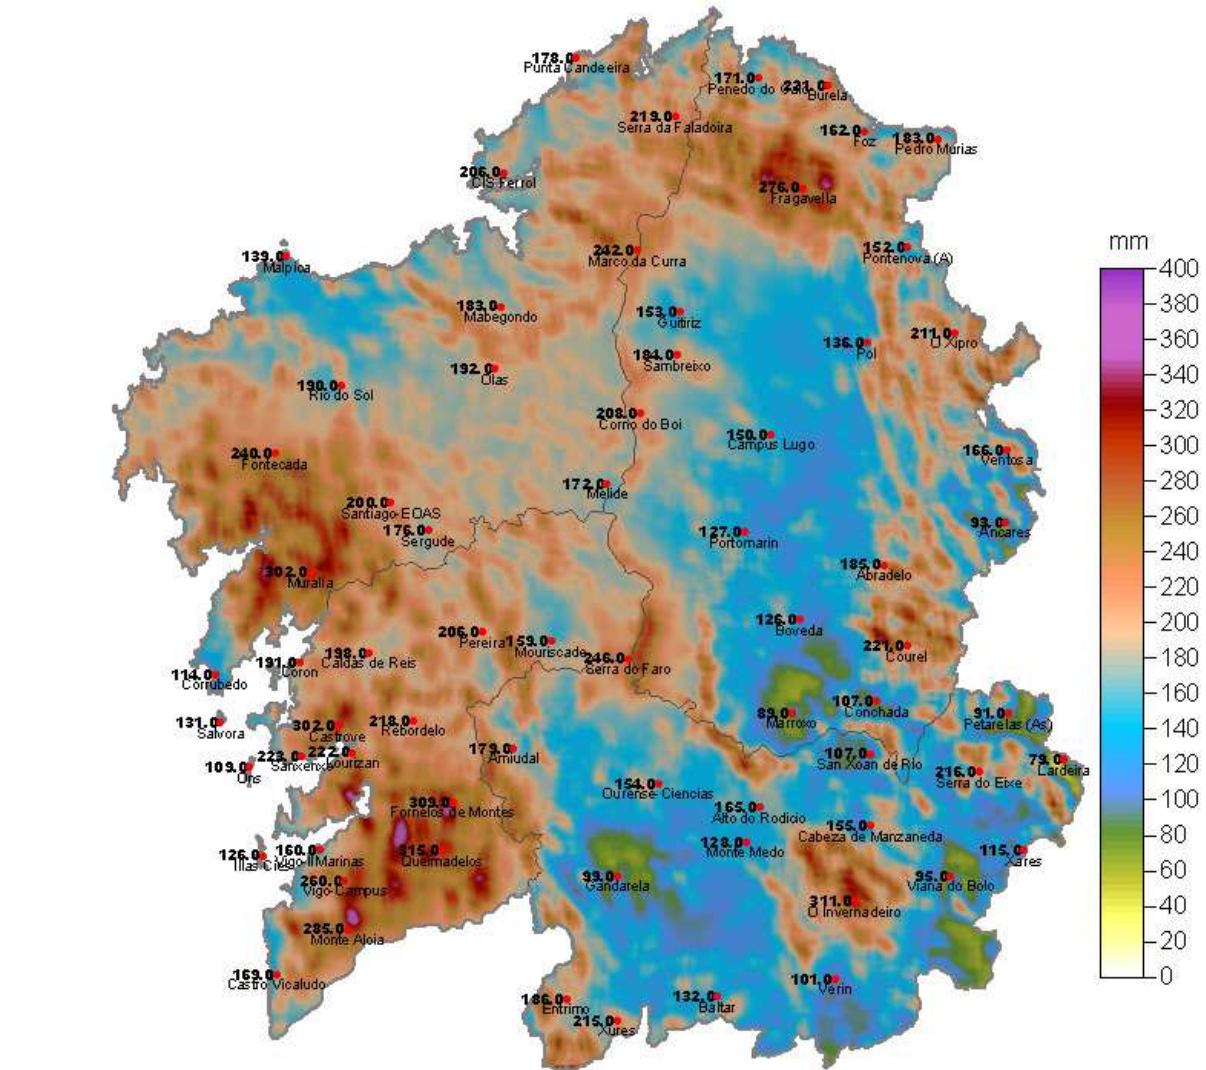 178.0
Punta Candeeira
171.0
Penedo do Galo
221.0
Burela
219.0
Serra da Faladoira
162.0
Foz
183.0
Pedro Murias
206.0
CIS Ferrol
276.0
Fragavella
242.0
Marco da Curra
152.0
Pontenova (A)
139.0
Malpica
mm
400
380
360
340
320
300
280
260
240
220
200
180
160
140
120
100
80
60
40
20
0
183.0
Mabegondo
153.0
Guitiriz
136.0
Pol
211.0
O Xipro
184.0
Sambreixo
192.0
Olas
190.0
Rio do Sol
208.0
Corno do Boi
150.0
Campus Lugo
240.0
Fontecada
166.0
Ventosa
172.0
Melide
200.0
Santiago-EOAS
176.0
Sergude
127.0
Portomarin
93.0
Ancares
302.0
Muralla
185.0
Abradelo
206.0
Pereira
159.0
Mouriscade
126.0
Boveda
198.0
Caldas de Reis
191.0
Coron
246.0
Serra do Faro
221.0
Courel
114.0
Corrubedo
131.0
Salvora
302.0
Castrove
218.0
Rebordelo
89.0
Marroxo
107.0
Conchada
91.0
Petarelas (As)
223.0
Sanxenxo
222.0
Lourizan
179.0
Amiudal
107.0
San Xoan de Rio
109.0
Ons
216.0
Serra do Eixe
79.0
Lardeira
154.0
Ourense-Ciencias
309.0
Fornelos de Montes
165.0
Alto do Rodicio
155.0
Cabeza de Manzaneda
128.0
Monte Medo
126.0
Illas Cies
160.0
315.0
Queimadelos
115.0
Xares
260.0
Vigo-Campus
99.0
Gandarela
95.0
Viana do Bolo
311.0
O Invernadeiro
285.0
Monte Aloia
169.0
Castro Vicaludo
101.0
Verin
186.0
Entrimo
132.0
Baltar
215.0
Xures